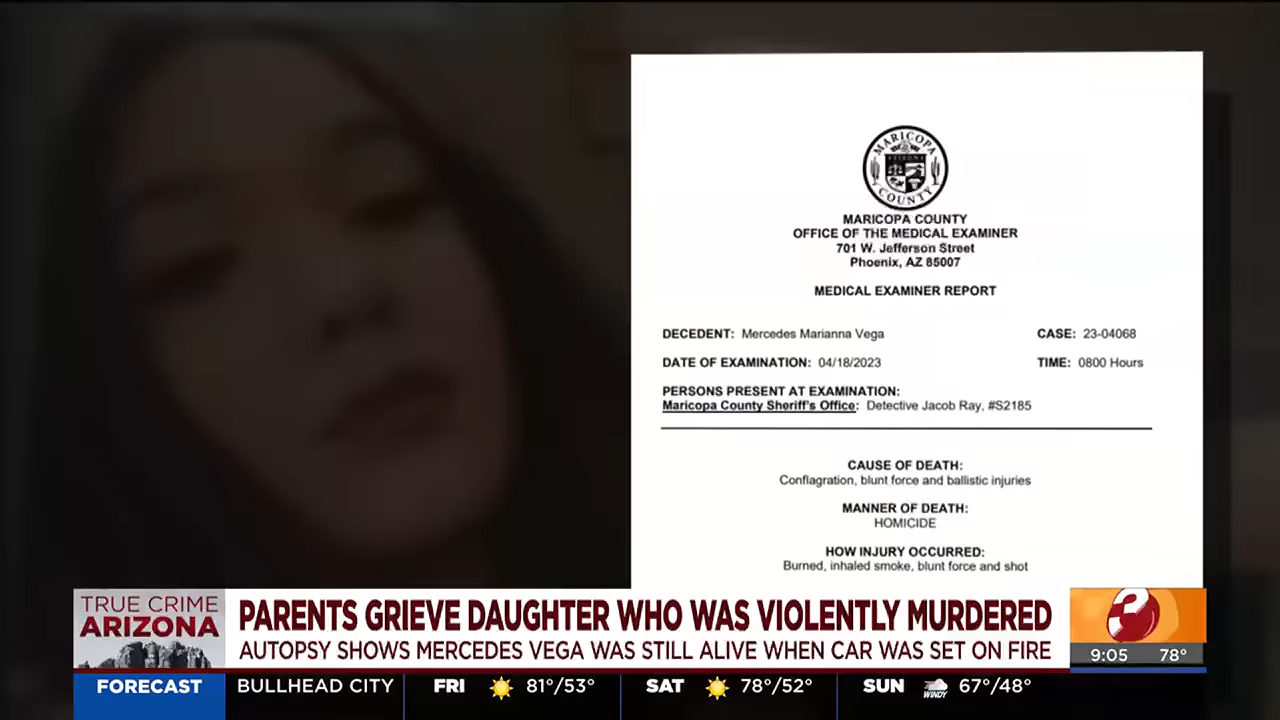 MARICOPA
ARIZONA
COUNTY
MARICOPA COUNTY
OFFICE OF THE MEDICAL EXAMINER
701 W. Jefferson Street
Phoenix, AZ 85007
MEDICAL EXAMINER REPORT
DECEDENT: Mercedes Marianna Vega CASE: 23-04068
DATE OF EXAMINATION: 04/18/2023 TIME: 0800 Hours
PERSONS PRESENT AT EXAMINATION:
Maricopa County Sheriff's Office: Detective Jacob Ray, #S2185
CAUSE OF DEATH:
Conflagration, blunt force and ballistic injuries
MANNER OF DEATH:
HOMICIDE
HOW INJURY OCCURRED:
Burned, inhaled smoke, blunt force and shot
TRUE CRIME
ARIZONA
PARENTS GRIEVE DAUGHTER WHO WAS VIOLENTLY MURDERED
AUTOPSY SHOWS MERCEDES VEGA WAS STILL ALIVE WHEN CAR WAS SET ON FIRE
3
9:05 78°
FORECAST BULLHEAD CITY FRI 81°/53° SAT 78°/52° SUN WINDY 67°/48°